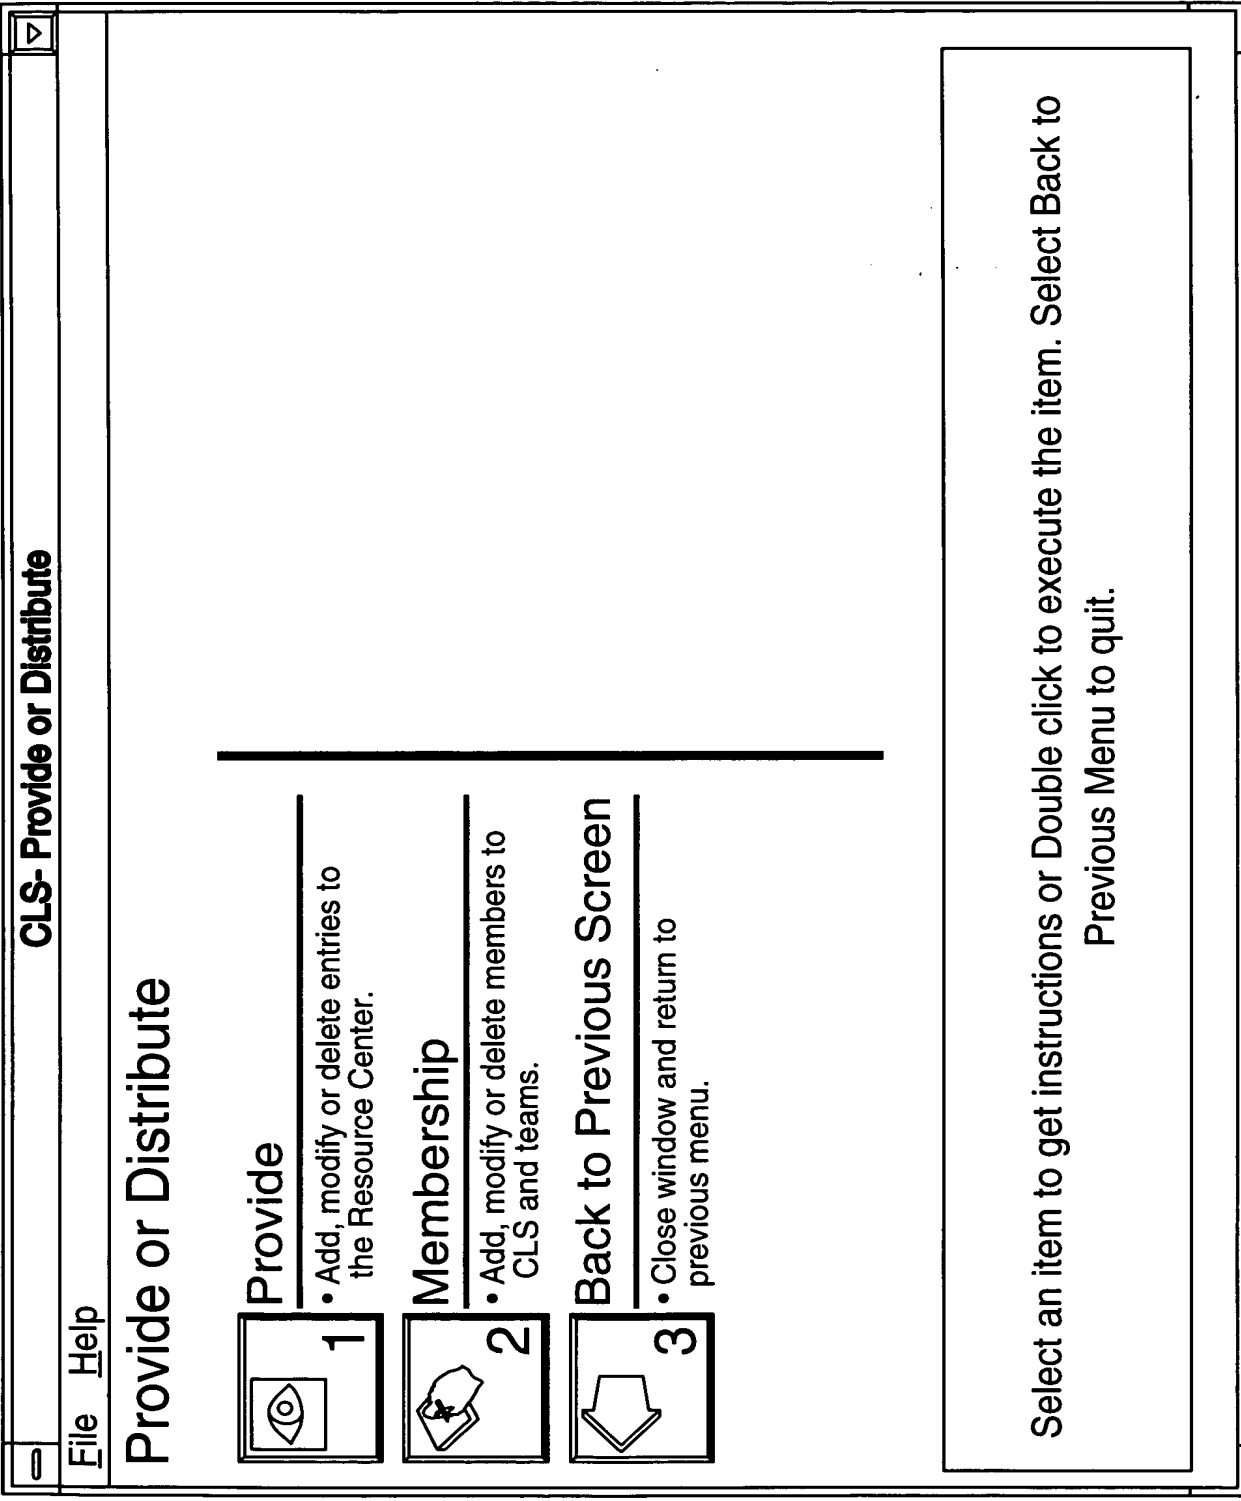 CLS- Provide or Distribute
File Help
Provide or Distribute
1
Provide
• Add, modify or delete entries to
the Resource Center.
2
Membership
• Add, modify or delete members to
CLS and teams.
3
Back to Previous Screen
• Close window and return to
previous menu.
Select an item to get instructions or Double click to execute the item. Select Back to
Previous Menu to quit.